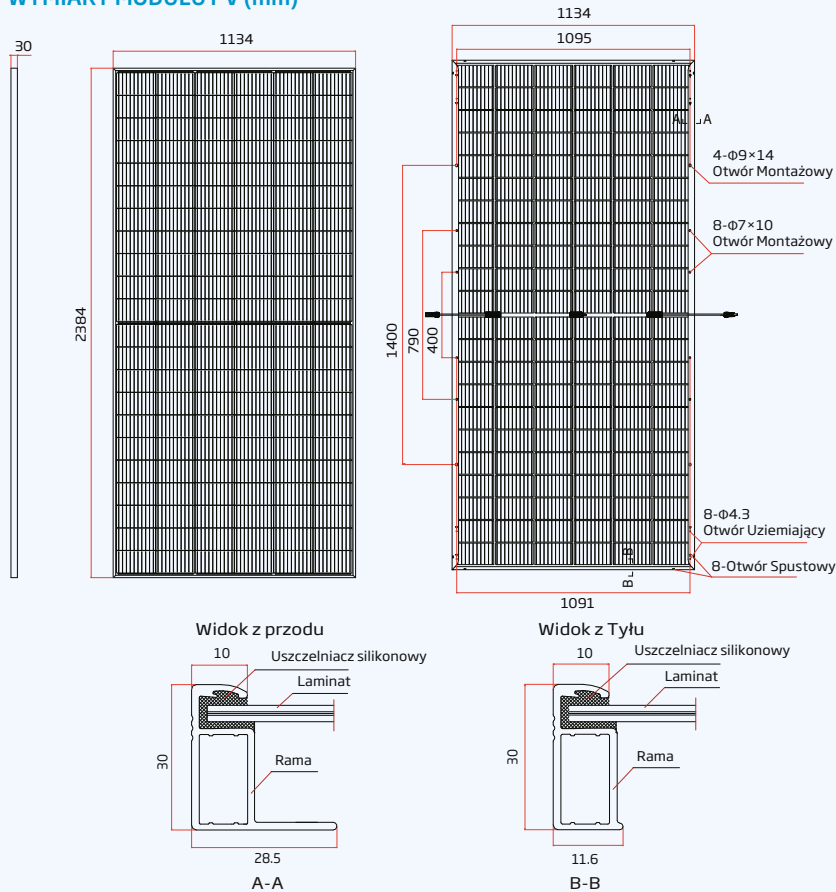 WYMIARY MODUŁU PV (mm)
30
1134
2384
1134
1095
A
A
4-Φ9×14
Otwór Montażowy
8-Φ7×10
Otwór Montażowy
1400
790
400
8-Φ4.3
Otwór Uziemiający
8-Otwór Spustowy
B
B
1091
Widok z przodu
Widok z Tyłu
10
Uszczelniacz silikonowy
Laminat
30
Rama
28.5
A-A
10
Uszczelniacz silikonowy
Laminat
30
Rama
11.6
B-B